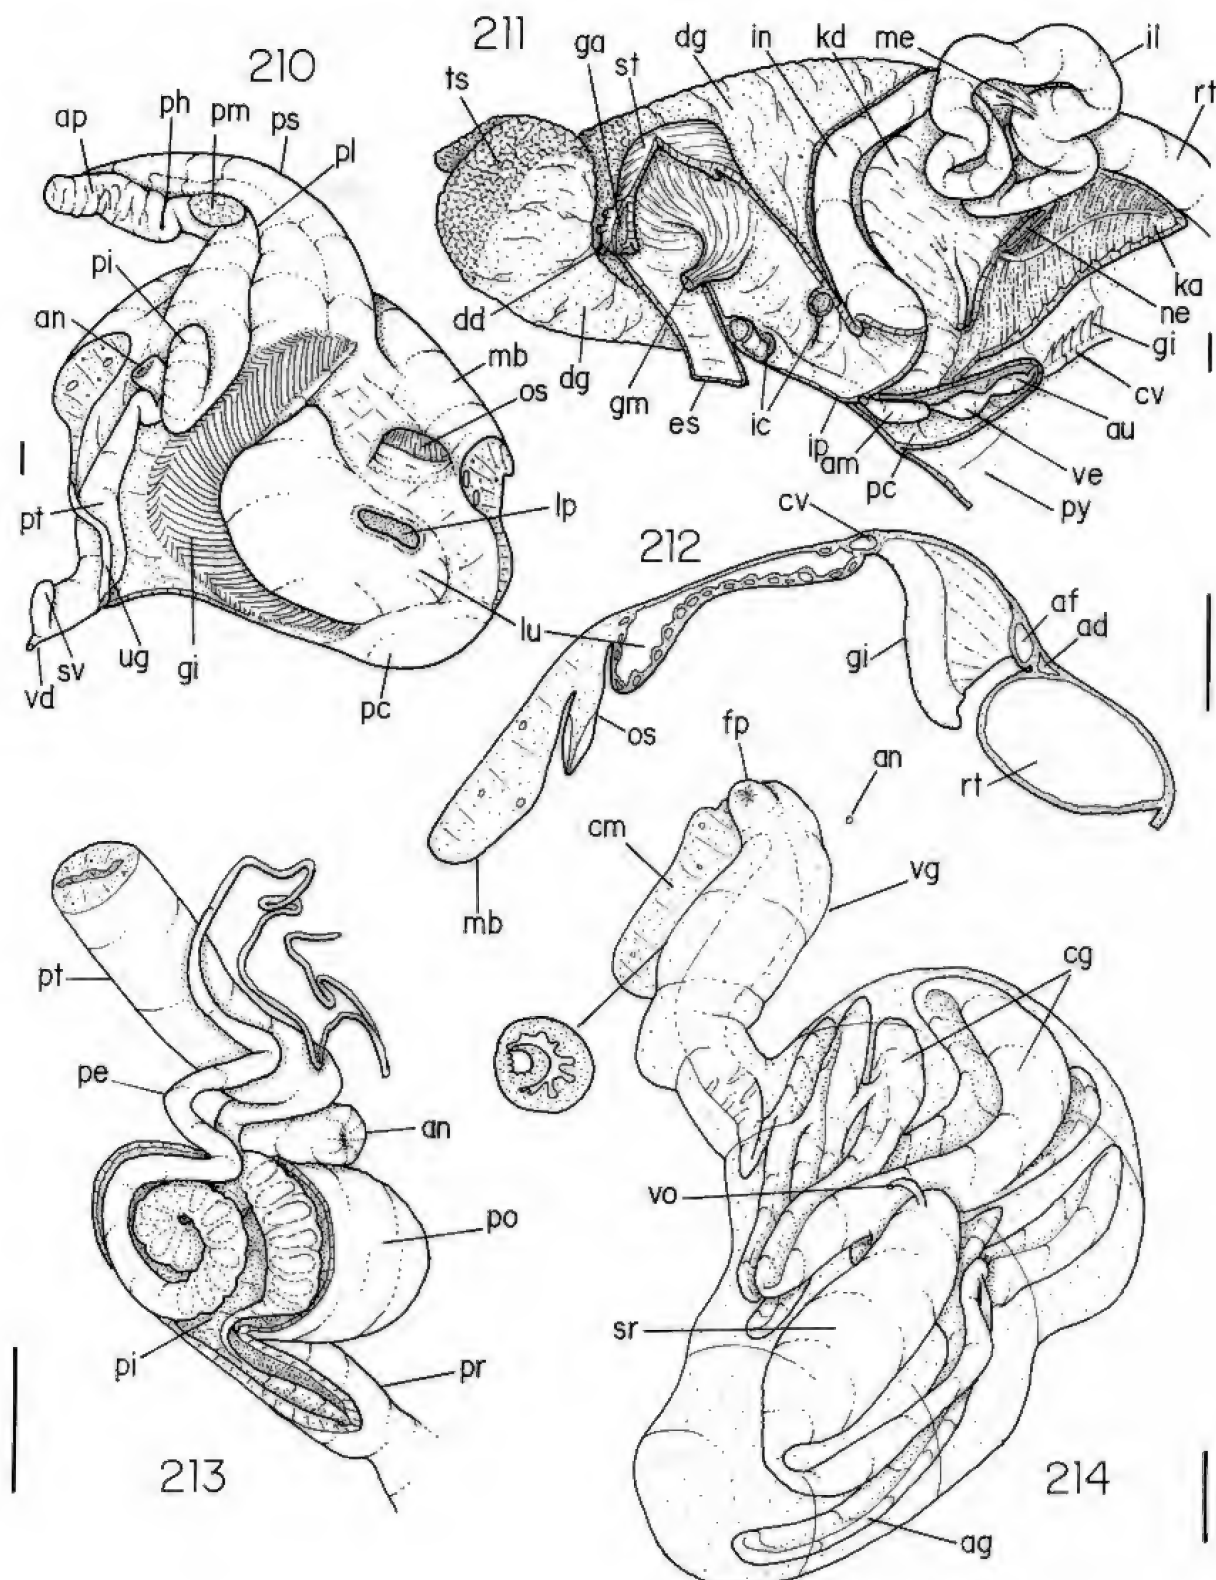 210
ap
ph
pm
ps
pl
pi
an
mb
os
lp
pt
lu
ug
gi
sv
vd
pc
211
ts
ga
st
dg
in
kd
me
il
rt
dd
dg
gm
es
ic
ip
am
pc
ve
py
au
cv
gi
ne
ka
212
cv
af
ad
gi
os
rt
mb
213
pt
pe
an
po
pi
pr
214
fp
an
cm
vg
cg
vo
sr
ag